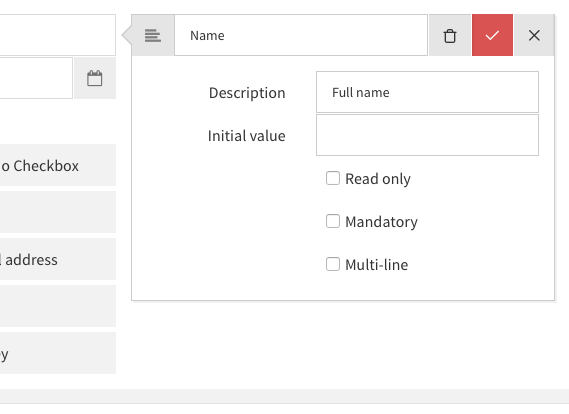 Name
Description
Full name
Initial value
Read only
Mandatory
Multi-line
o Checkbox
address